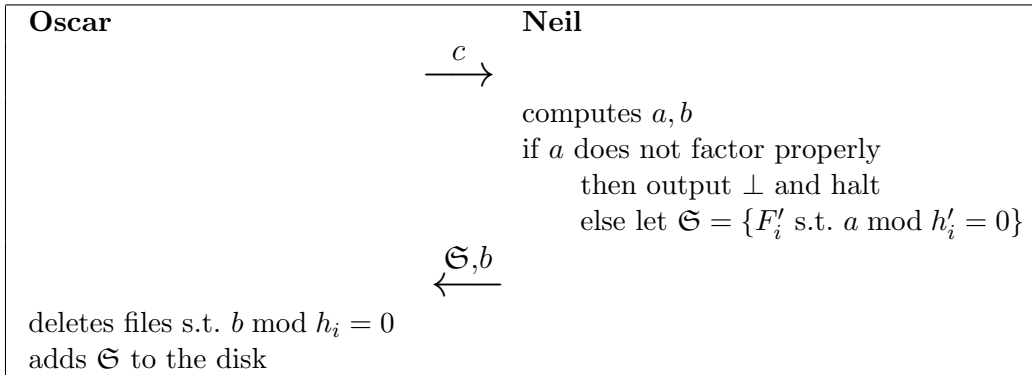 Oscar Neil
c
computes a, b
if a does not factor properly
then output ⊥ and halt
else let 𝔖 = {F′ᵢ s.t. a mod h′ᵢ = 0}
𝔖,b
deletes files s.t. b mod hᵢ = 0
adds 𝔖 to the disk